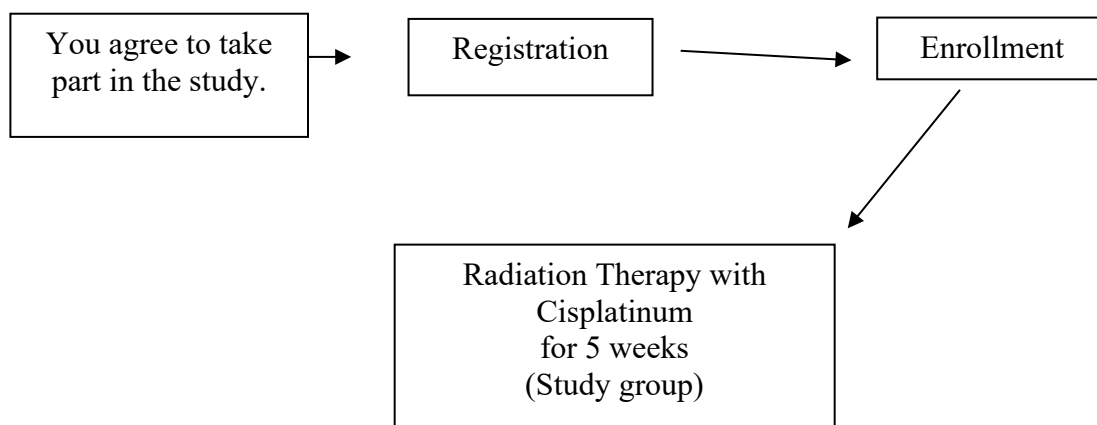 You agree to take
part in the study.
Registration
Enrollment
Radiation Therapy with
Cisplatinum
for 5 weeks
(Study group)